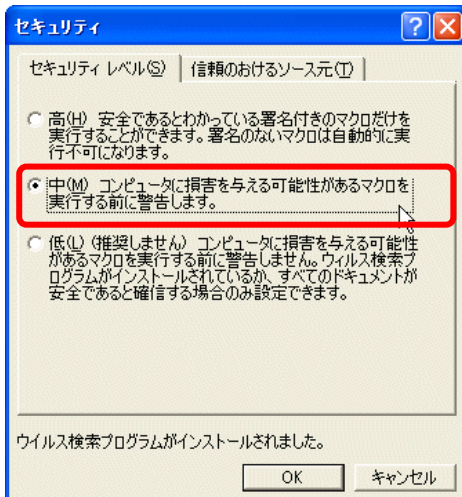 セキュリティ
セキュリティ レベル(S)
信頼のおけるソース元(T)
高(H) 安全であるとわかっている署名付きのマクロだけを
実行することができます。署名のないマクロは自動的に実
行不可になります。
中(M) コンピュータに損害を与える可能性があるマクロを
実行する前に警告します。
低(L) (推奨しません) コンピュータに損害を与える可能性
があるマクロを実行する前に警告しません。ウィルス検索プ
ログラムがインストールされているか、すべてのドキュメントが
安全であると確信する場合のみ設定できます。
ウイルス検索プログラムがインストールされました。
OK
キャンセル